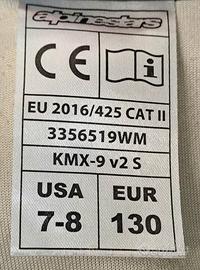 alpinestars
CE
i
EU 2016/425 CAT II
3356519WM
KMX-9 v2 S
USA EUR
7-8 130